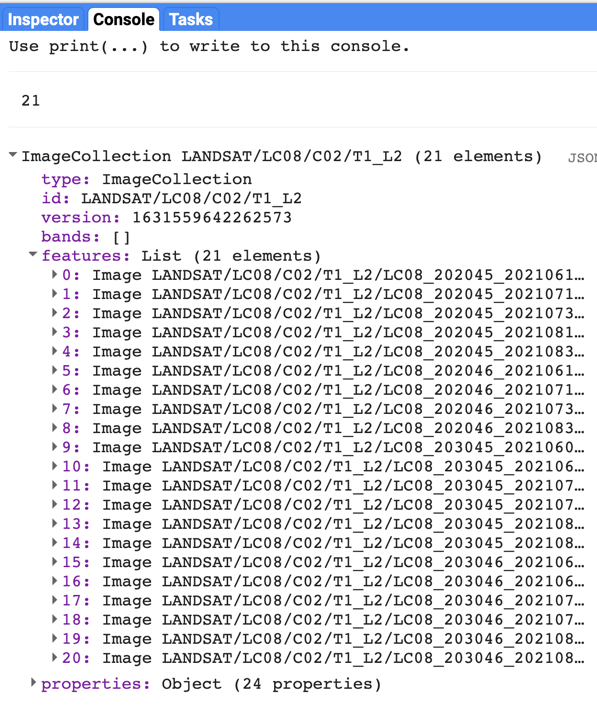 Inspector Console Tasks
Use print(...) to write to this console.
21
ImageCollection LANDSAT/LC08/C02/T1_L2 (21 elements) JSON
type: ImageCollection
id: LANDSAT/LC08/C02/T1_L2
version: 1631559642262573
bands: []
features: List (21 elements)
0: Image LANDSAT/LC08/C02/T1_L2/LC08_202045_2021061…
1: Image LANDSAT/LC08/C02/T1_L2/LC08_202045_2021071…
2: Image LANDSAT/LC08/C02/T1_L2/LC08_202045_2021073…
3: Image LANDSAT/LC08/C02/T1_L2/LC08_202045_2021081…
4: Image LANDSAT/LC08/C02/T1_L2/LC08_202045_2021083…
5: Image LANDSAT/LC08/C02/T1_L2/LC08_202046_2021061…
6: Image LANDSAT/LC08/C02/T1_L2/LC08_202046_2021071…
7: Image LANDSAT/LC08/C02/T1_L2/LC08_202046_2021073…
8: Image LANDSAT/LC08/C02/T1_L2/LC08_202046_2021083…
9: Image LANDSAT/LC08/C02/T1_L2/LC08_203045_2021060…
10: Image LANDSAT/LC08/C02/T1_L2/LC08_203045_202106…
11: Image LANDSAT/LC08/C02/T1_L2/LC08_203045_202107…
12: Image LANDSAT/LC08/C02/T1_L2/LC08_203045_202107…
13: Image LANDSAT/LC08/C02/T1_L2/LC08_203045_202108…
14: Image LANDSAT/LC08/C02/T1_L2/LC08_203045_202108…
15: Image LANDSAT/LC08/C02/T1_L2/LC08_203046_202106…
16: Image LANDSAT/LC08/C02/T1_L2/LC08_203046_202106…
17: Image LANDSAT/LC08/C02/T1_L2/LC08_203046_202107…
18: Image LANDSAT/LC08/C02/T1_L2/LC08_203046_202107…
19: Image LANDSAT/LC08/C02/T1_L2/LC08_203046_202108…
20: Image LANDSAT/LC08/C02/T1_L2/LC08_203046_202108…
properties: Object (24 properties)